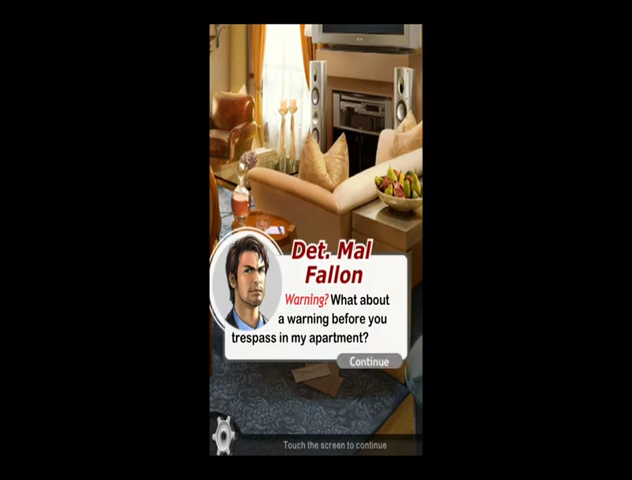 Det. Mal
Fallon
Warning? What about
a warning before you
trespass in my apartment?
Continue
Touch the screen to continue